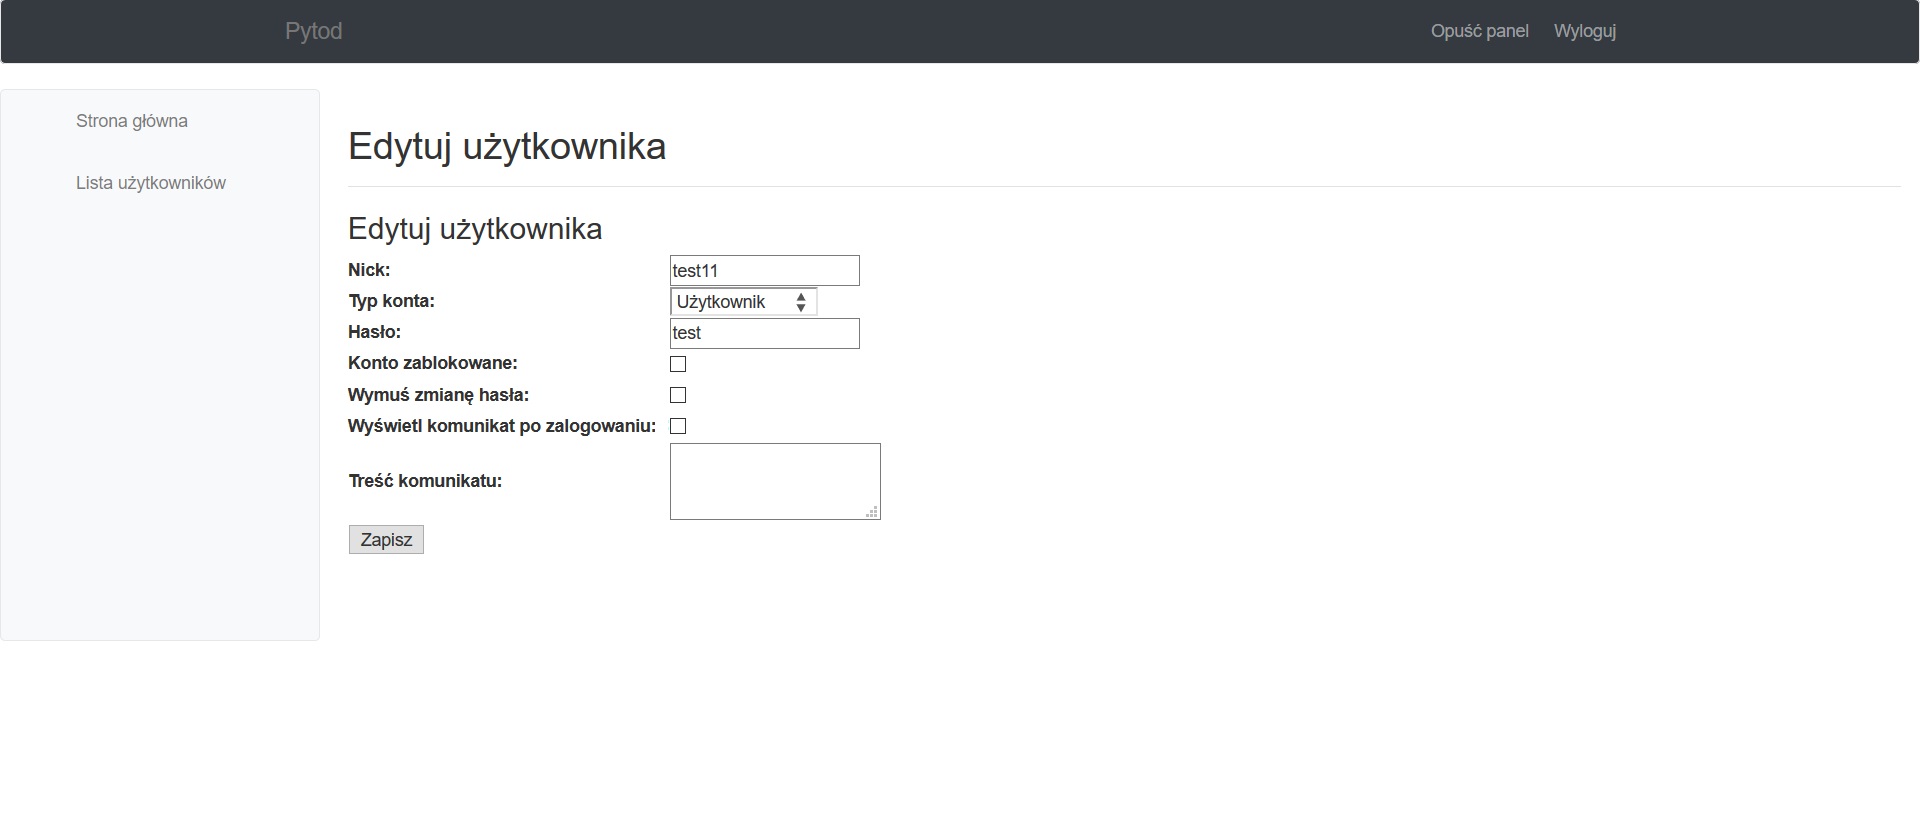 Pytod Opuść panel Wyloguj
Strona główna
Lista użytkowników
Edytuj użytkownika
Edytuj użytkownika
Nick: test11
Typ konta: Użytkownik
Hasło: test
Konto zablokowane:
Wymuś zmianę hasła:
Wyświetl komunikat po zalogowaniu:
Treść komunikatu:
Zapisz